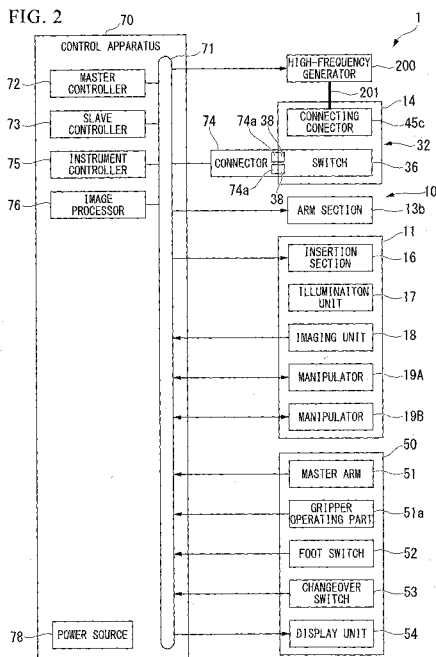 FIG. 2
70
1
CONTROL APPARATUS
71
72
MASTER CONTROLLER
HIGH-FREQUENCY GENERATOR
200
201
14
73
SLAVE CONTROLLER
CONNECTING CONECTOR
45c
32
74
74a
38
75
INSTRUMENT CONTROLLER
CONNECTOR
SWITCH
36
74a
38
76
IMAGE PROCESSOR
10
ARM SECTION
13b
11
INSERTION SECTION
16
ILLUMINAITON UNIT
17
IMAGING UNIT
18
MANIPULATOR
19A
MANIPULATOR
19B
50
MASTER ARM
51
GRIPPER OPERATING PART
51a
FOOT SWITCH
52
CHANGEOVER SWITCH
53
78
POWER SOURCE
DISPLAY UNIT
54